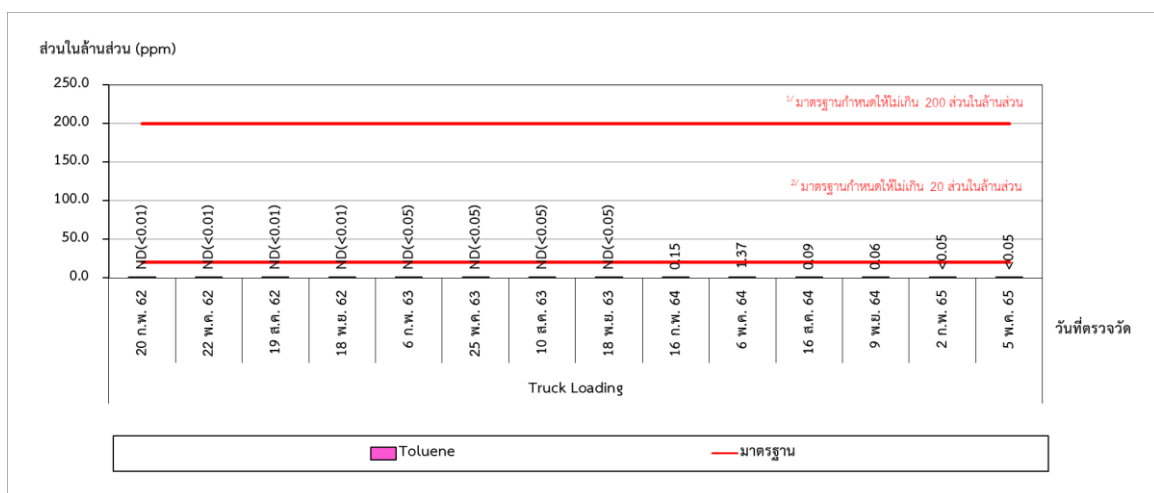 ส่วนในล้านส่วน (ppm)
250.0
1/ มาตรฐานกำหนดให้ไม่เกิน 200 ส่วนในล้านส่วน
200.0
150.0
2/ มาตรฐานกำหนดให้ไม่เกิน 20 ส่วนในล้านส่วน
100.0
50.0
0.0
ND(<0.01) ND(<0.01) ND(<0.01) ND(<0.01) ND(<0.05) ND(<0.05) ND(<0.05) ND(<0.05) 0.15 1.37 0.09 0.06 <0.05 <0.05
20 ก.พ. 62
22 พ.ค. 62
19 ส.ค. 62
18 พ.ย. 62
6 ก.พ. 63
25 พ.ค. 63
10 ส.ค. 63
18 พ.ย. 63
16 ก.พ. 64
6 พ.ค. 64
16 ส.ค. 64
9 พ.ย. 64
2 ก.พ. 65
5 พ.ค. 65
วันที่ตรวจวัด
Truck Loading
Toluene มาตรฐาน